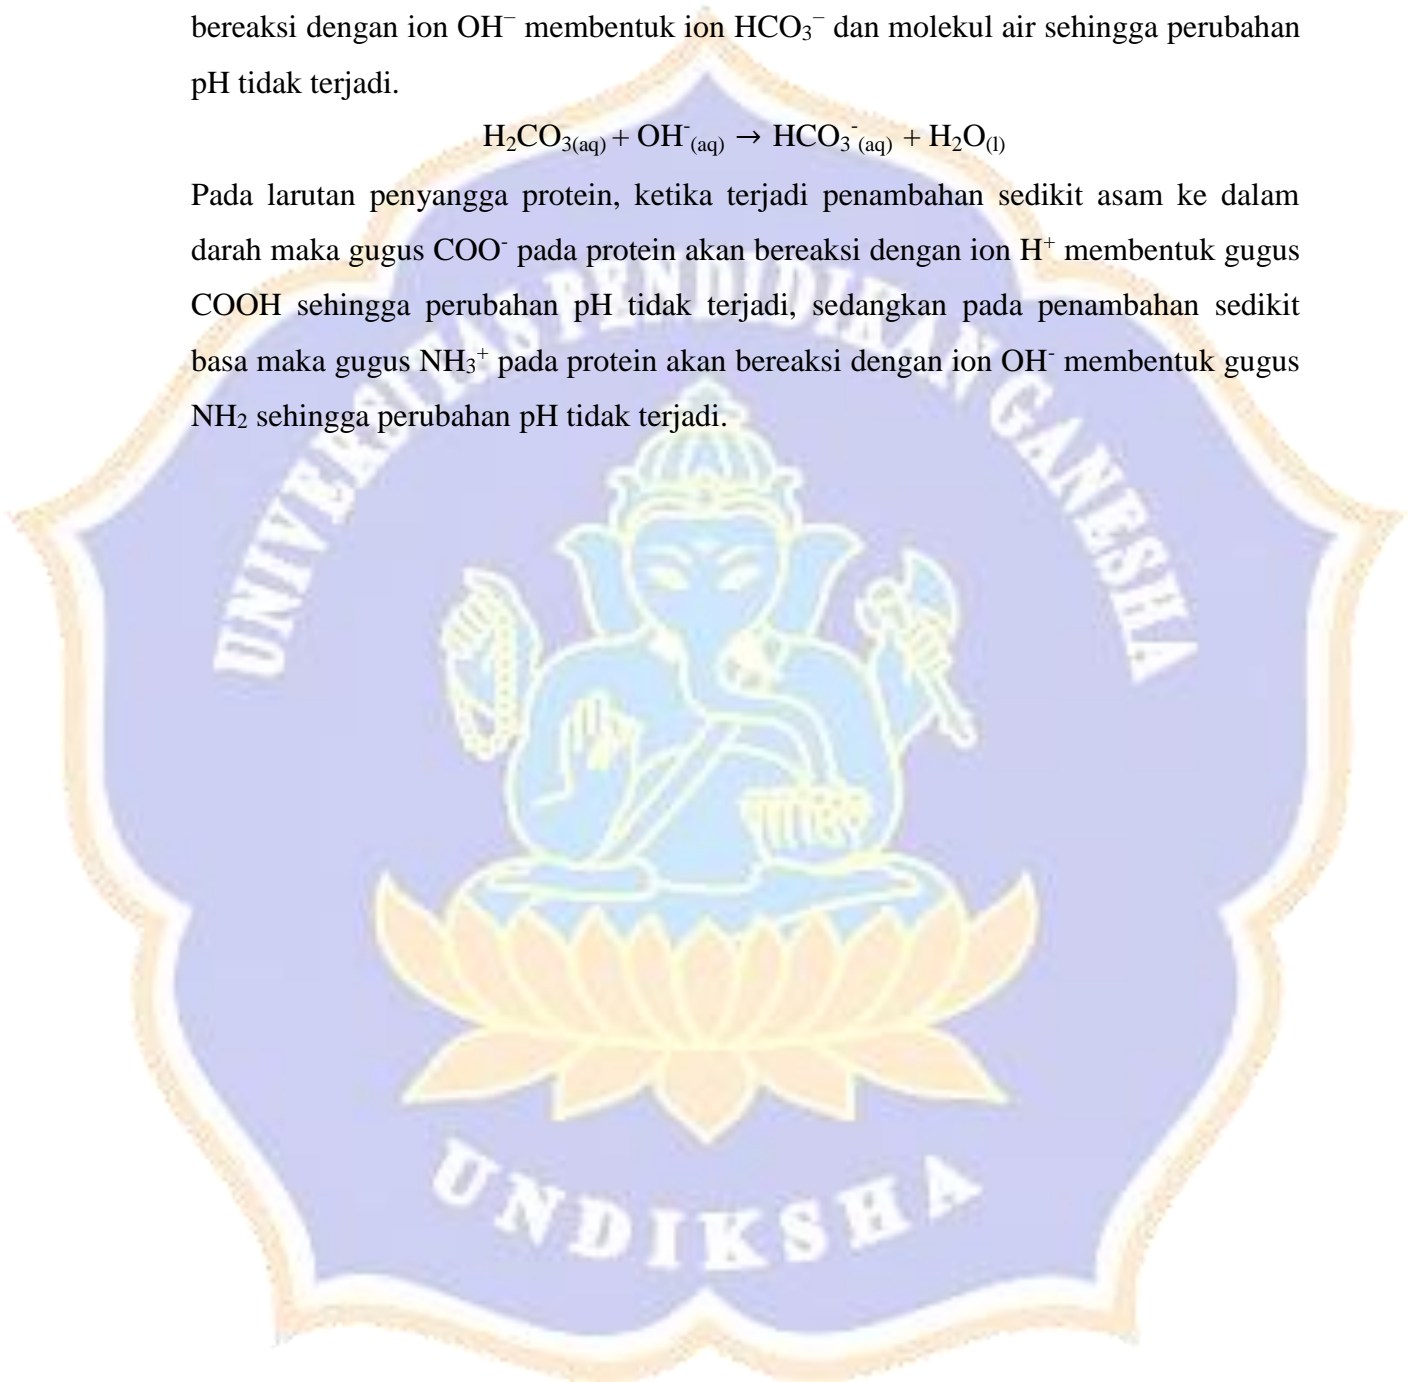 bereaksi dengan ion OH⁻ membentuk ion HCO₃⁻ dan molekul air sehingga perubahan
pH tidak terjadi.
H₂CO₃(aq) + OH⁻(aq) → HCO₃⁻(aq) + H₂O(l)
Pada larutan penyangga protein, ketika terjadi penambahan sedikit asam ke dalam
darah maka gugus COO⁻ pada protein akan bereaksi dengan ion H⁺ membentuk gugus
COOH sehingga perubahan pH tidak terjadi, sedangkan pada penambahan sedikit
basa maka gugus NH₃⁺ pada protein akan bereaksi dengan ion OH⁻ membentuk gugus
NH₂ sehingga perubahan pH tidak terjadi.
UNIVERSITAS PENDIDIKAN GANESHA
UNDIKSHA